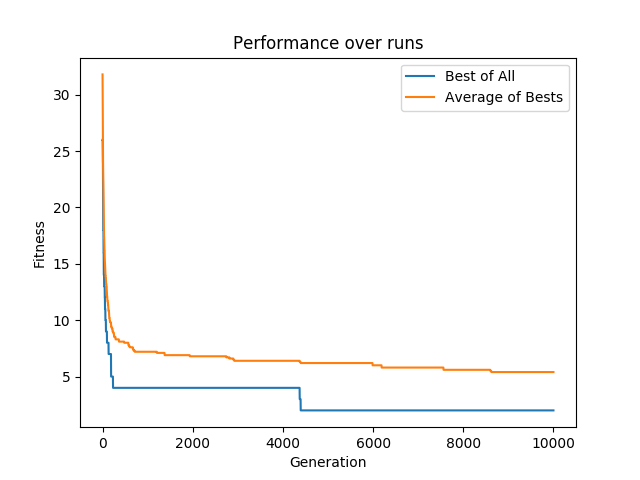 Performance over runs
Best of All
Average of Bests
30
25
20
15
10
5
Fitness
0 2000 4000 6000 8000 10000
Generation